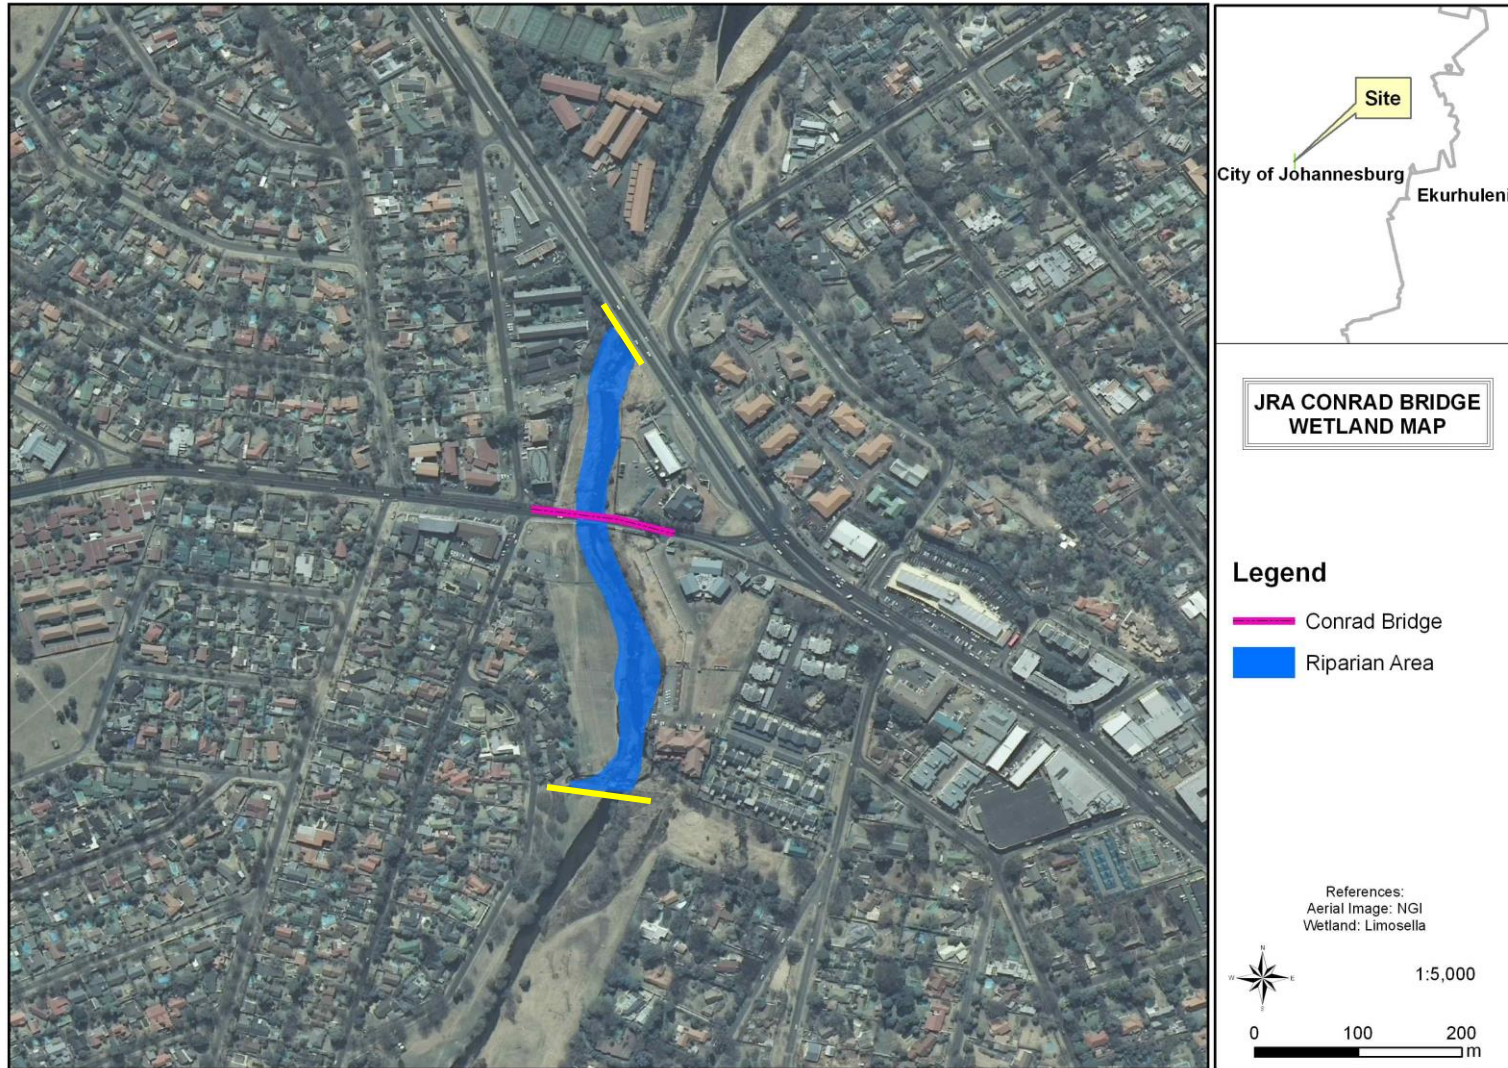 Site
City of Johannesburg
Ekurhuleni
JRA CONRAD BRIDGE
WETLAND MAP
Legend
Conrad Bridge
Riparian Area
References:
Aerial Image: NGI
Wetland: Limosella
N
W E
S
1:5,000
0 100 200
m